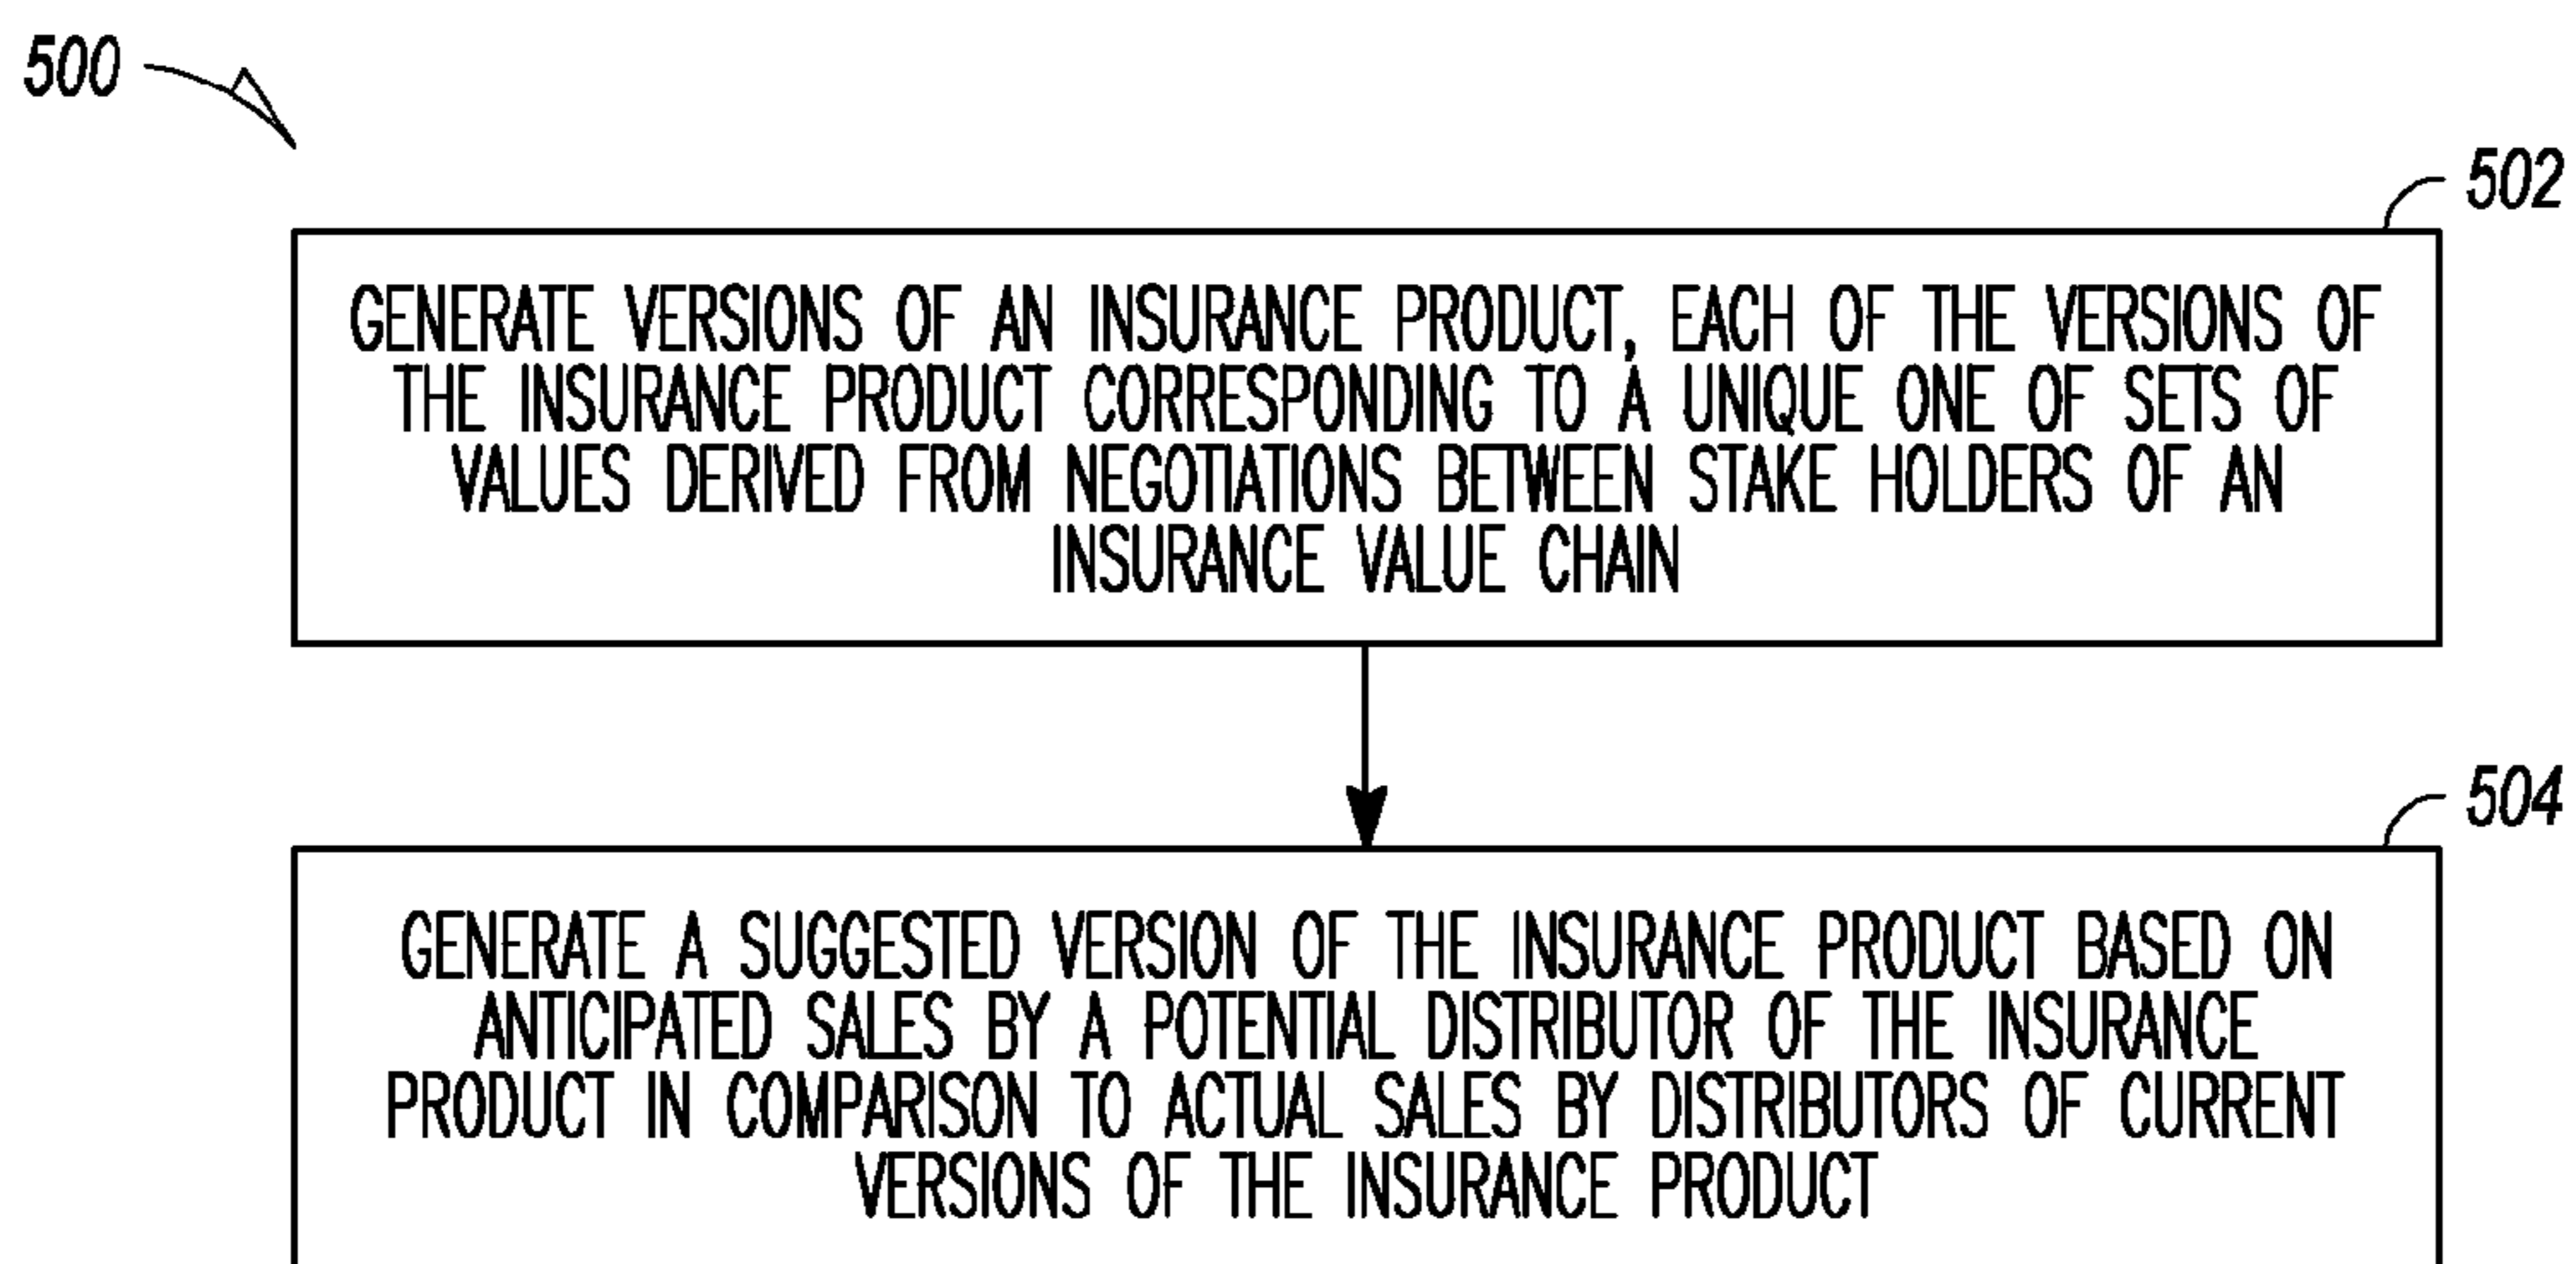 500
502
GENERATE VERSIONS OF AN INSURANCE PRODUCT, EACH OF THE VERSIONS OF
THE INSURANCE PRODUCT CORRESPONDING TO A UNIQUE ONE OF SETS OF
VALUES DERIVED FROM NEGOTIATIONS BETWEEN STAKE HOLDERS OF AN
INSURANCE VALUE CHAIN
504
GENERATE A SUGGESTED VERSION OF THE INSURANCE PRODUCT BASED ON
ANTICIPATED SALES BY A POTENTIAL DISTRIBUTOR OF THE INSURANCE
PRODUCT IN COMPARISON TO ACTUAL SALES BY DISTRIBUTORS OF CURRENT
VERSIONS OF THE INSURANCE PRODUCT